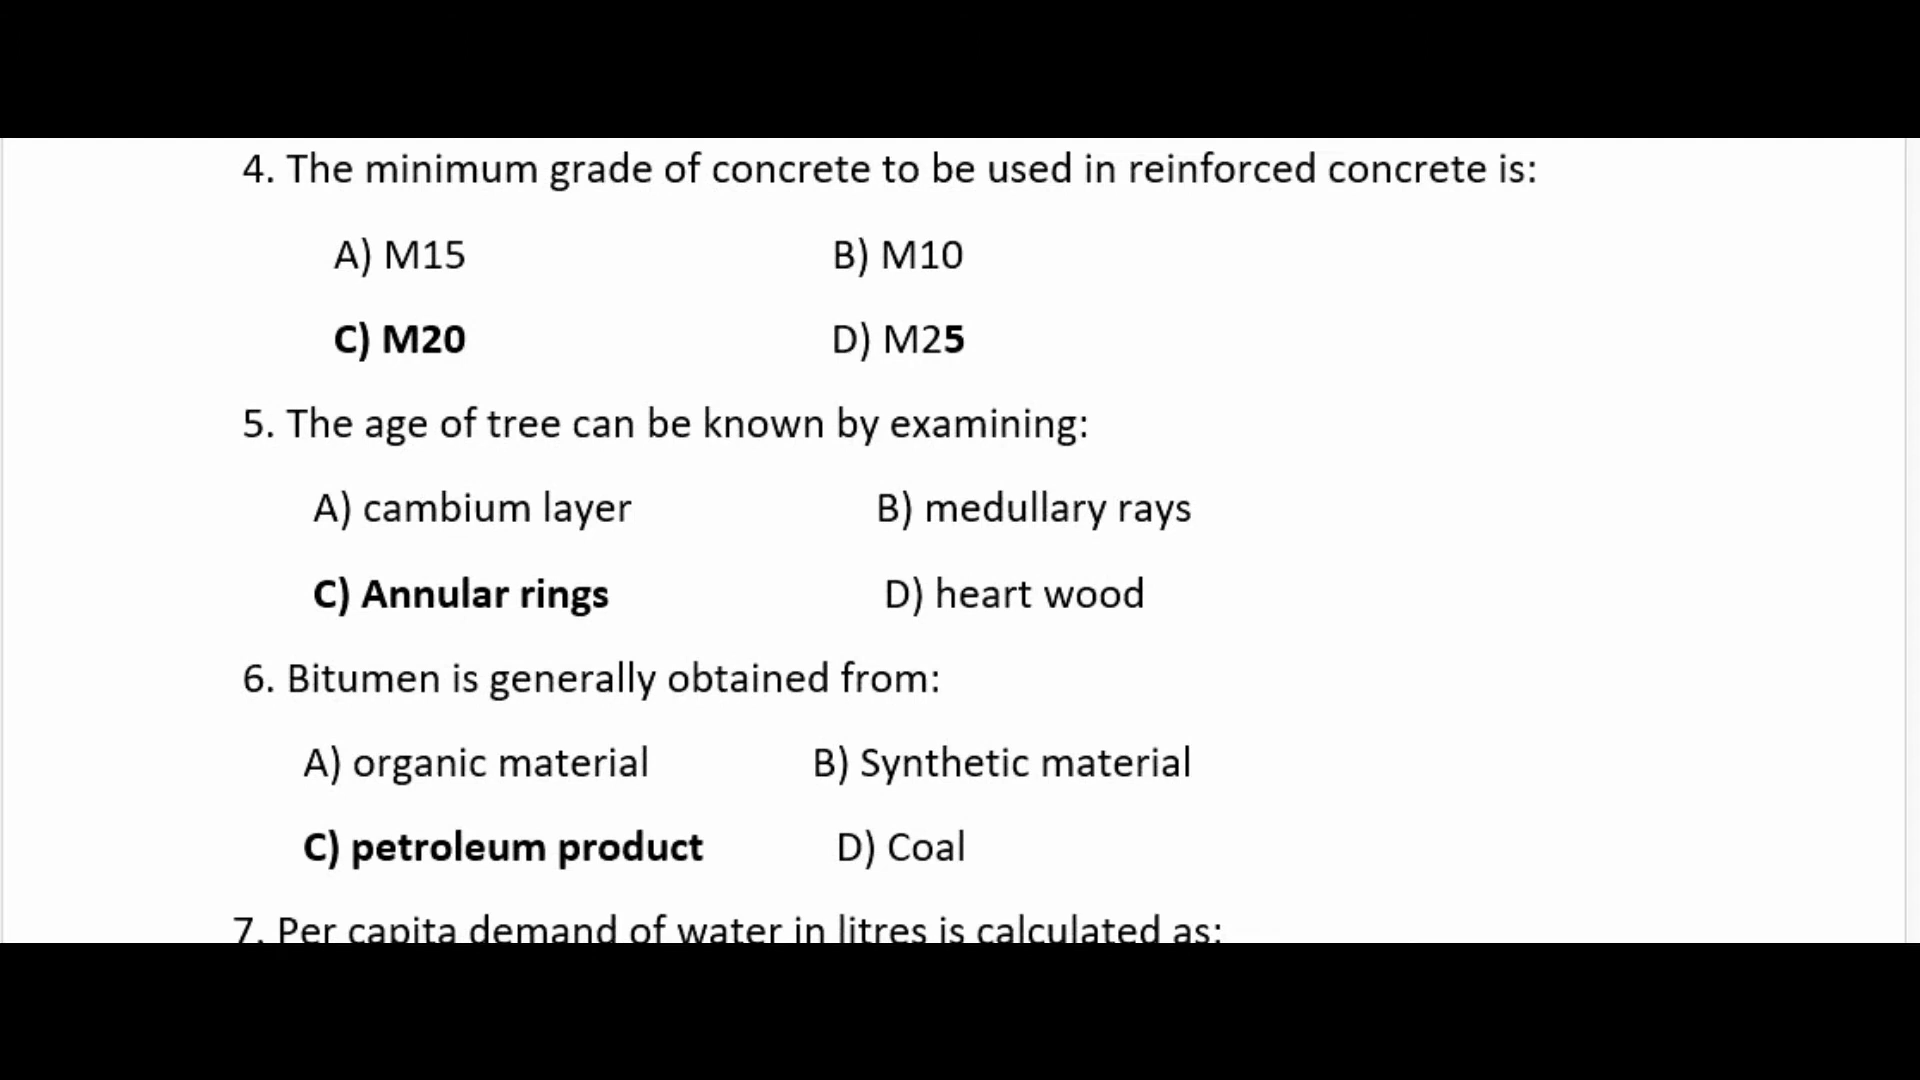 4. The minimum grade of concrete to be used in reinforced concrete is:
A) M15 B) M10
C) M20 D) M25
5. The age of tree can be known by examining:
A) cambium layer B) medullary rays
C) Annular rings D) heart wood
6. Bitumen is generally obtained from:
A) organic material B) Synthetic material
C) petroleum product D) Coal
7. Per capita demand of water in litres is calculated as: